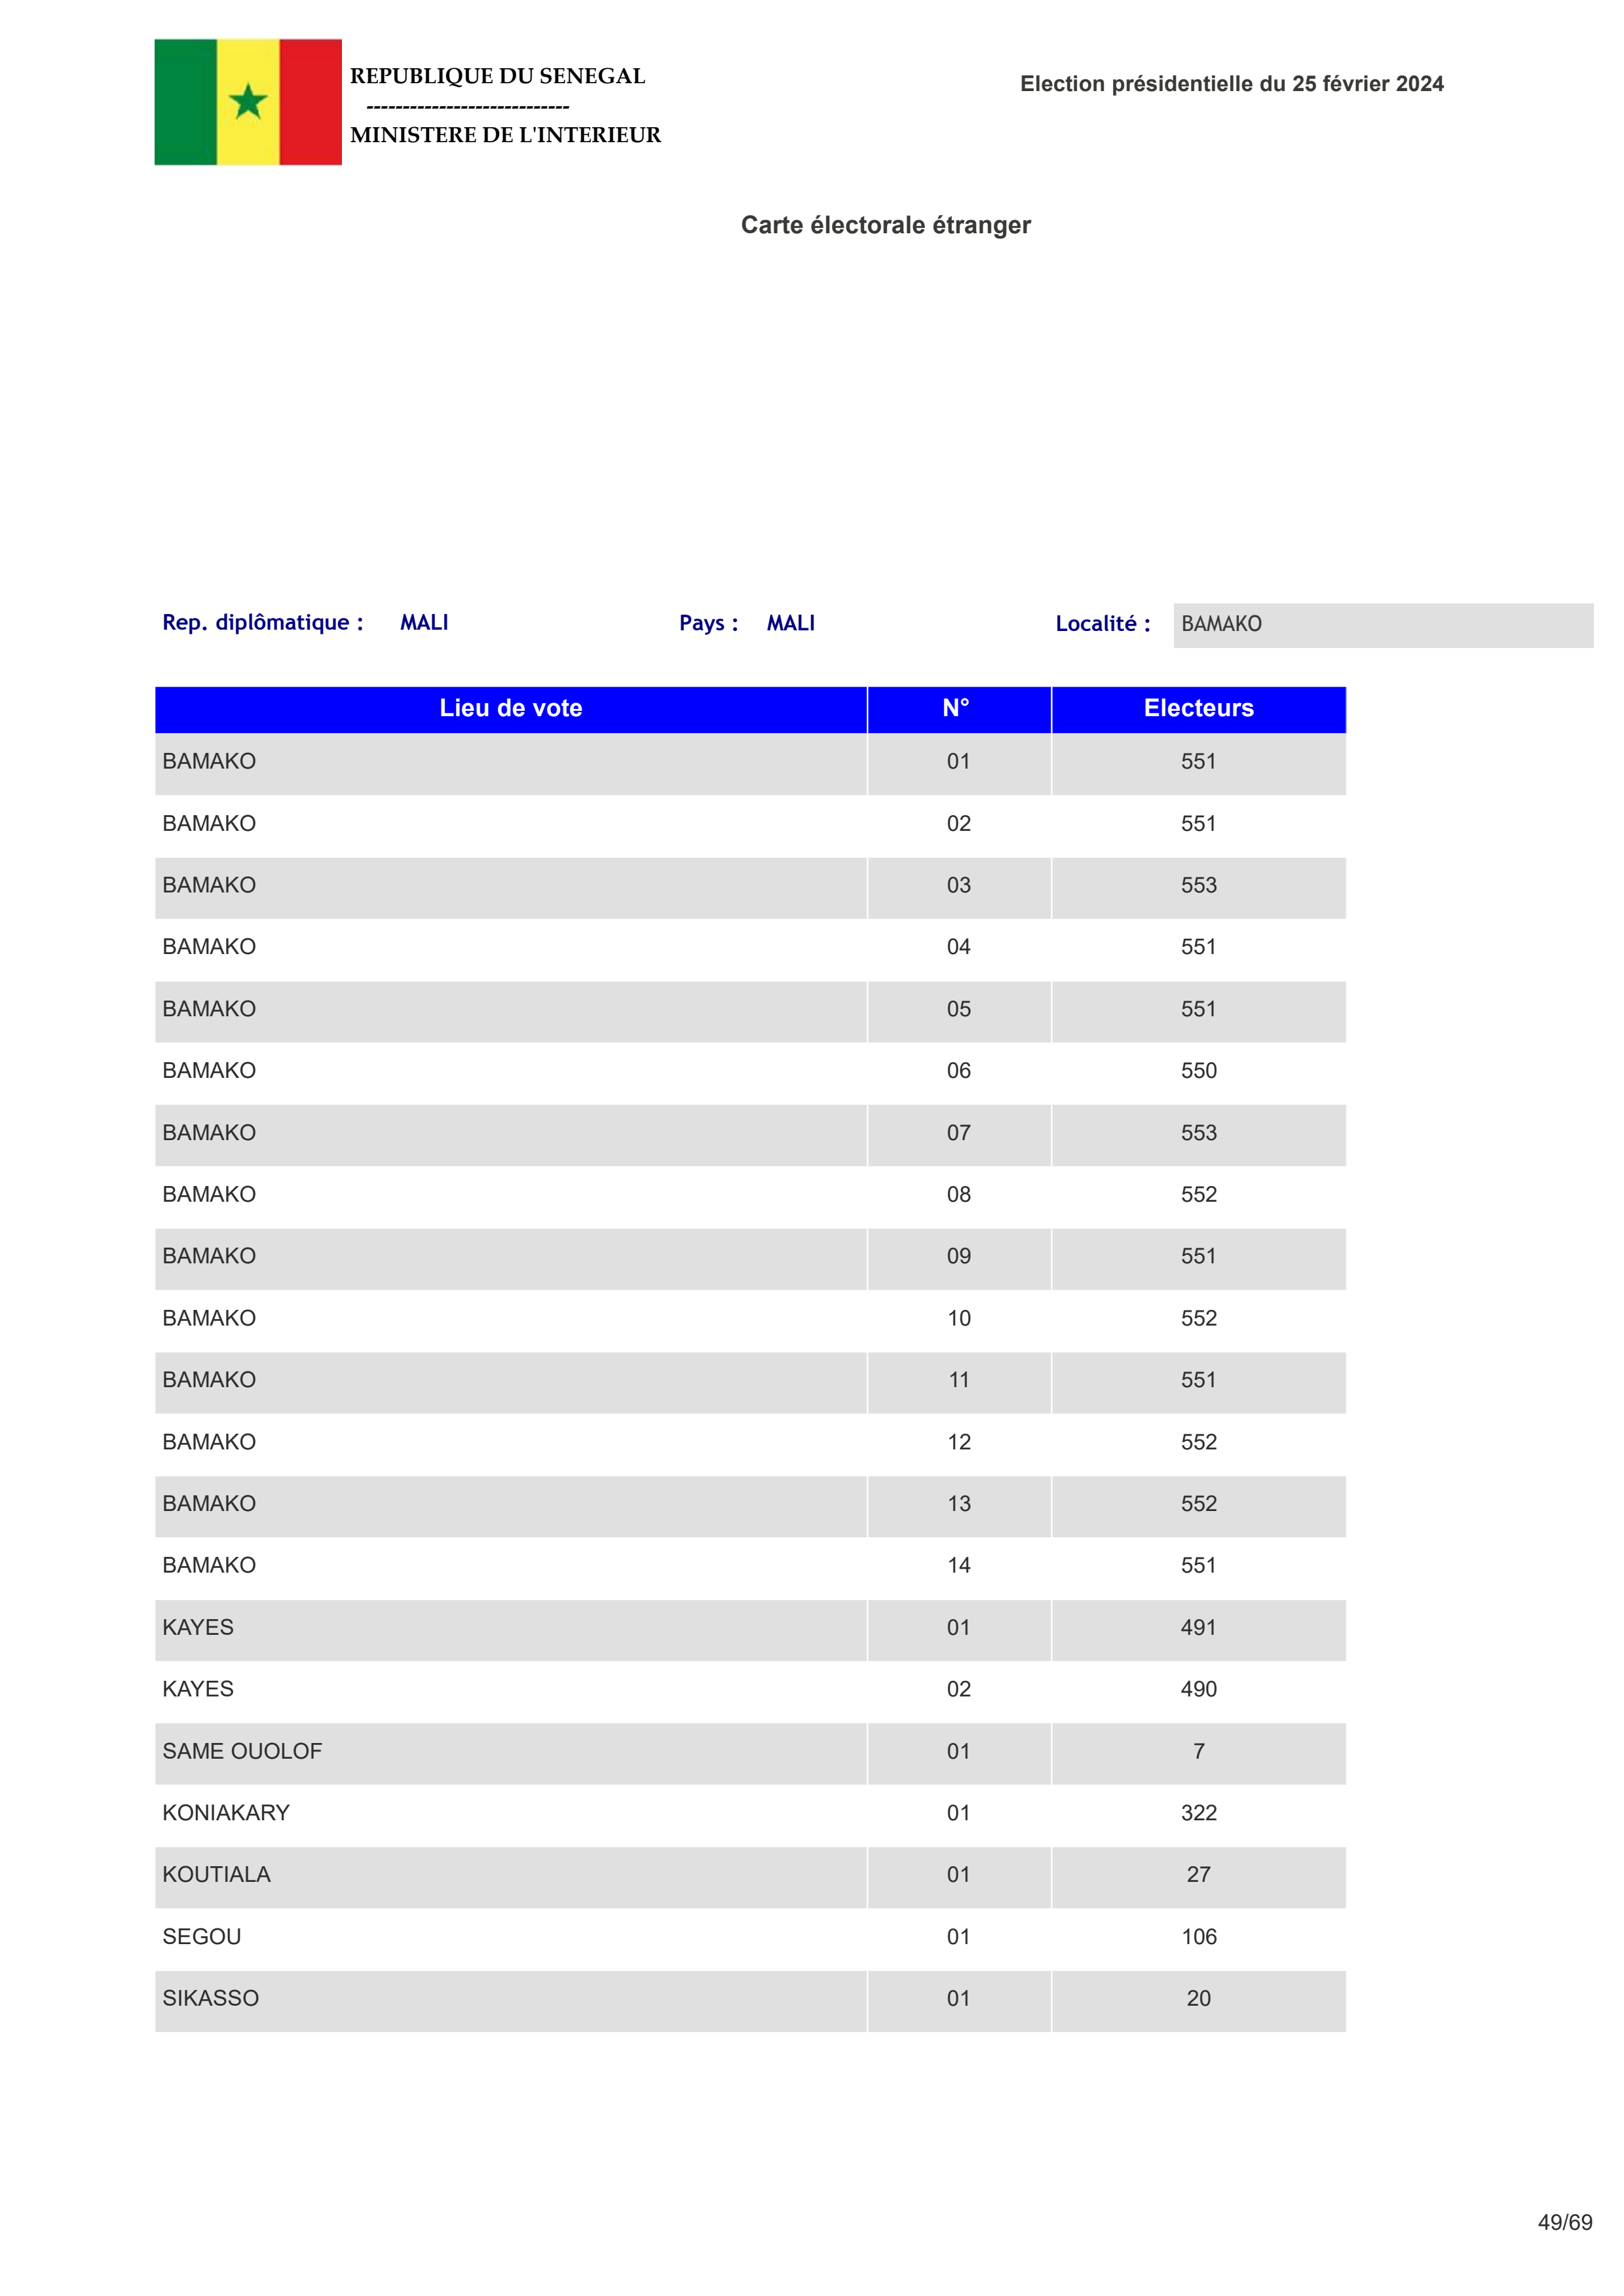 REPUBLIQUE DU SENEGAL
----------------------------
MINISTERE DE L'INTERIEUR
Election présidentielle du 25 février 2024
Carte électorale étranger
Rep. diplômatique : MALI Pays : MALI Localité : BAMAKO
Lieu de vote N° Electeurs
BAMAKO 01 551
BAMAKO 02 551
BAMAKO 03 553
BAMAKO 04 551
BAMAKO 05 551
BAMAKO 06 550
BAMAKO 07 553
BAMAKO 08 552
BAMAKO 09 551
BAMAKO 10 552
BAMAKO 11 551
BAMAKO 12 552
BAMAKO 13 552
BAMAKO 14 551
KAYES 01 491
KAYES 02 490
SAME OUOLOF 01 7
KONIAKARY 01 322
KOUTIALA 01 27
SEGOU 01 106
SIKASSO 01 20
49/69